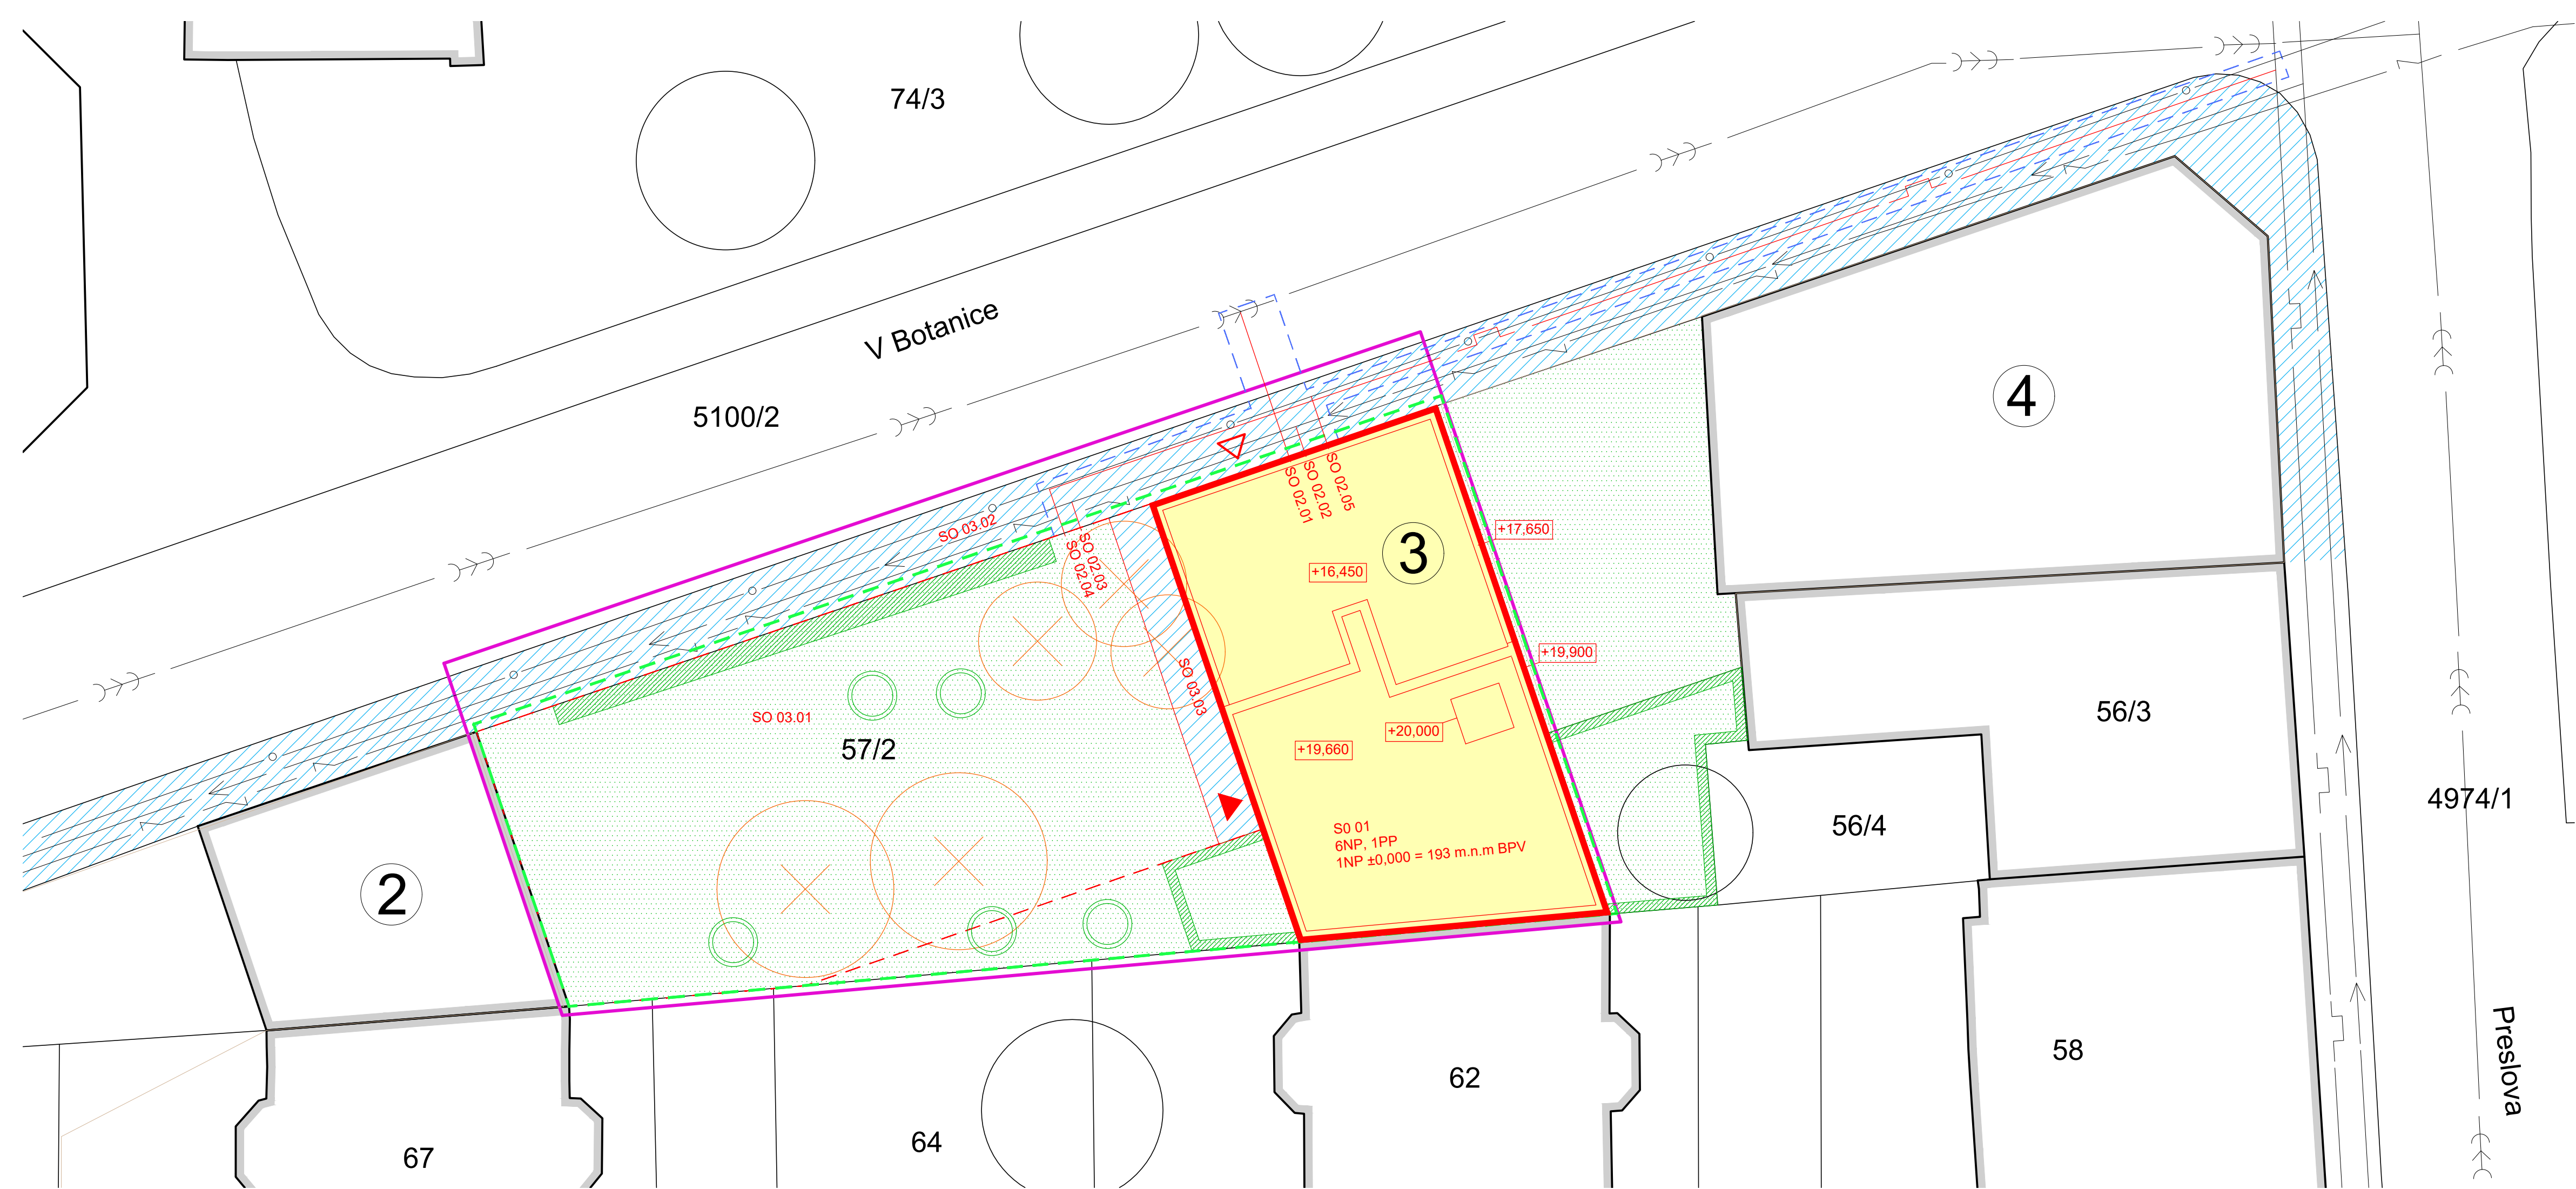 74/3
V Botanice
5100/2
4
SO 02.05
SO 02.02
SO 02.01
SO 03.02
+17,650
SO 02.03
SO 02.04
3
+16,450
+19,900
SO 03.03
56/3
SO 03.01
+20,000
57/2
+19,660
4974/1
56/4
S0 01
6NP, 1PP
1NP ±0,000 = 193 m.n.m BPV
2
Preslova
58
62
64
67